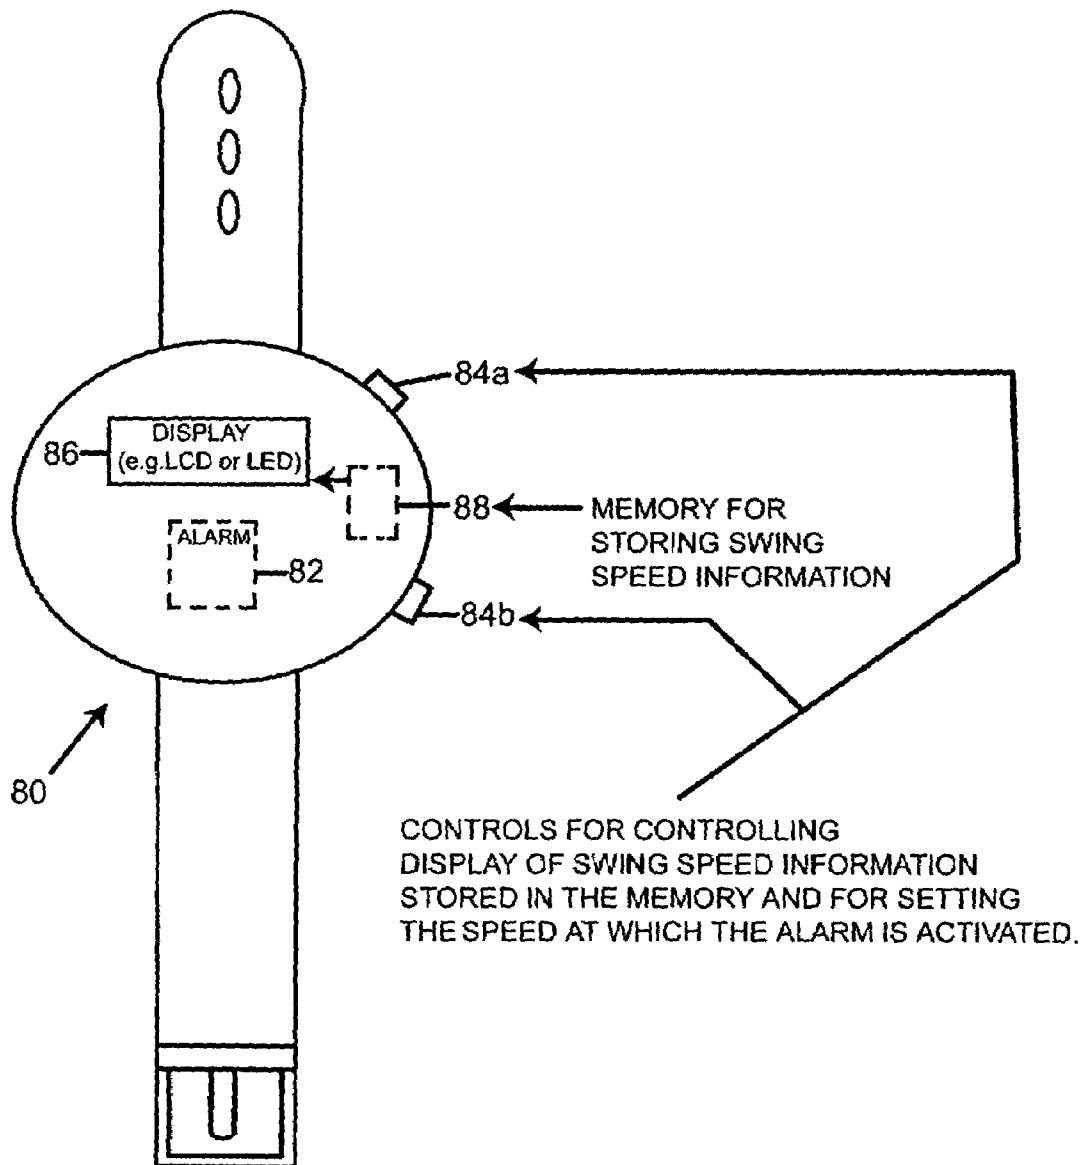 84a
DISPLAY
(e.g.LCD or LED)
86
88
MEMORY FOR
STORING SWING
SPEED INFORMATION
ALARM
82
84b
80
CONTROLS FOR CONTROLLING
DISPLAY OF SWING SPEED INFORMATION
STORED IN THE MEMORY AND FOR SETTING
THE SPEED AT WHICH THE ALARM IS ACTIVATED.